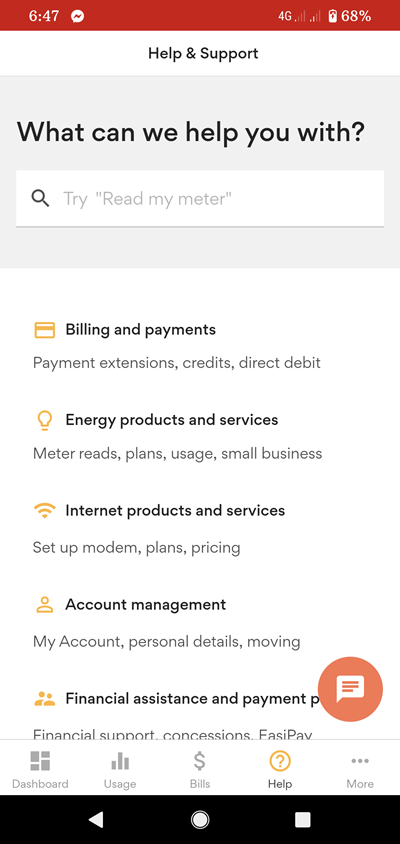 6:47 4G 68%
Help & Support
What can we help you with?
Try "Read my meter"
Billing and payments
Payment extensions, credits, direct debit
Energy products and services
Meter reads, plans, usage, small business
Internet products and services
Set up modem, plans, pricing
Account management
My Account, personal details, moving
Financial assistance and payment p
Financial support, concessions, EasiPay
Dashboard Usage Bills Help More